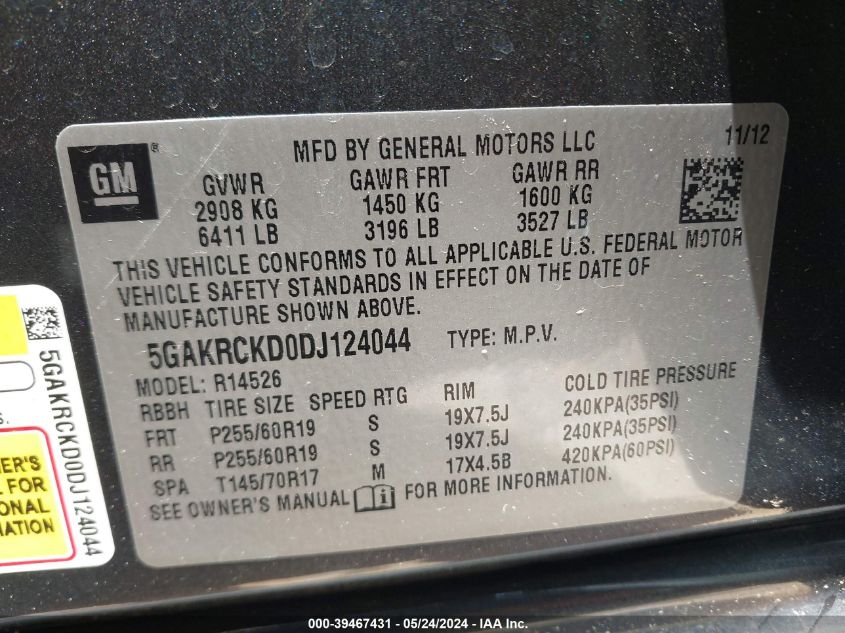 GM®
MFD BY GENERAL MOTORS LLC
11/12
GVWR GAWR FRT GAWR RR
2908 KG 1450 KG 1600 KG
6411 LB 3196 LB 3527 LB
THIS VEHICLE CONFORMS TO ALL APPLICABLE U.S. FEDERAL MOTOR
VEHICLE SAFETY STANDARDS IN EFFECT ON THE DATE OF
MANUFACTURE SHOWN ABOVE.
5GAKRCKD0DJ124044 TYPE: M.P.V.
MODEL: R14526
RBBH TIRE SIZE SPEED RTG RIM COLD TIRE PRESSURE
FRT P255/60R19 S 19X7.5J 240KPA(35PSI)
RR P255/60R19 S 19X7.5J 240KPA(35PSI)
SPA T145/70R17 M 17X4.5B 420KPA(60PSI)
SEE OWNER'S MANUAL i FOR MORE INFORMATION.
5GAKRCKD0DJ124044
S.
ER'S
FOR
ONAL
ATION
000-39467431 - 05/24/2024 - IAA Inc.